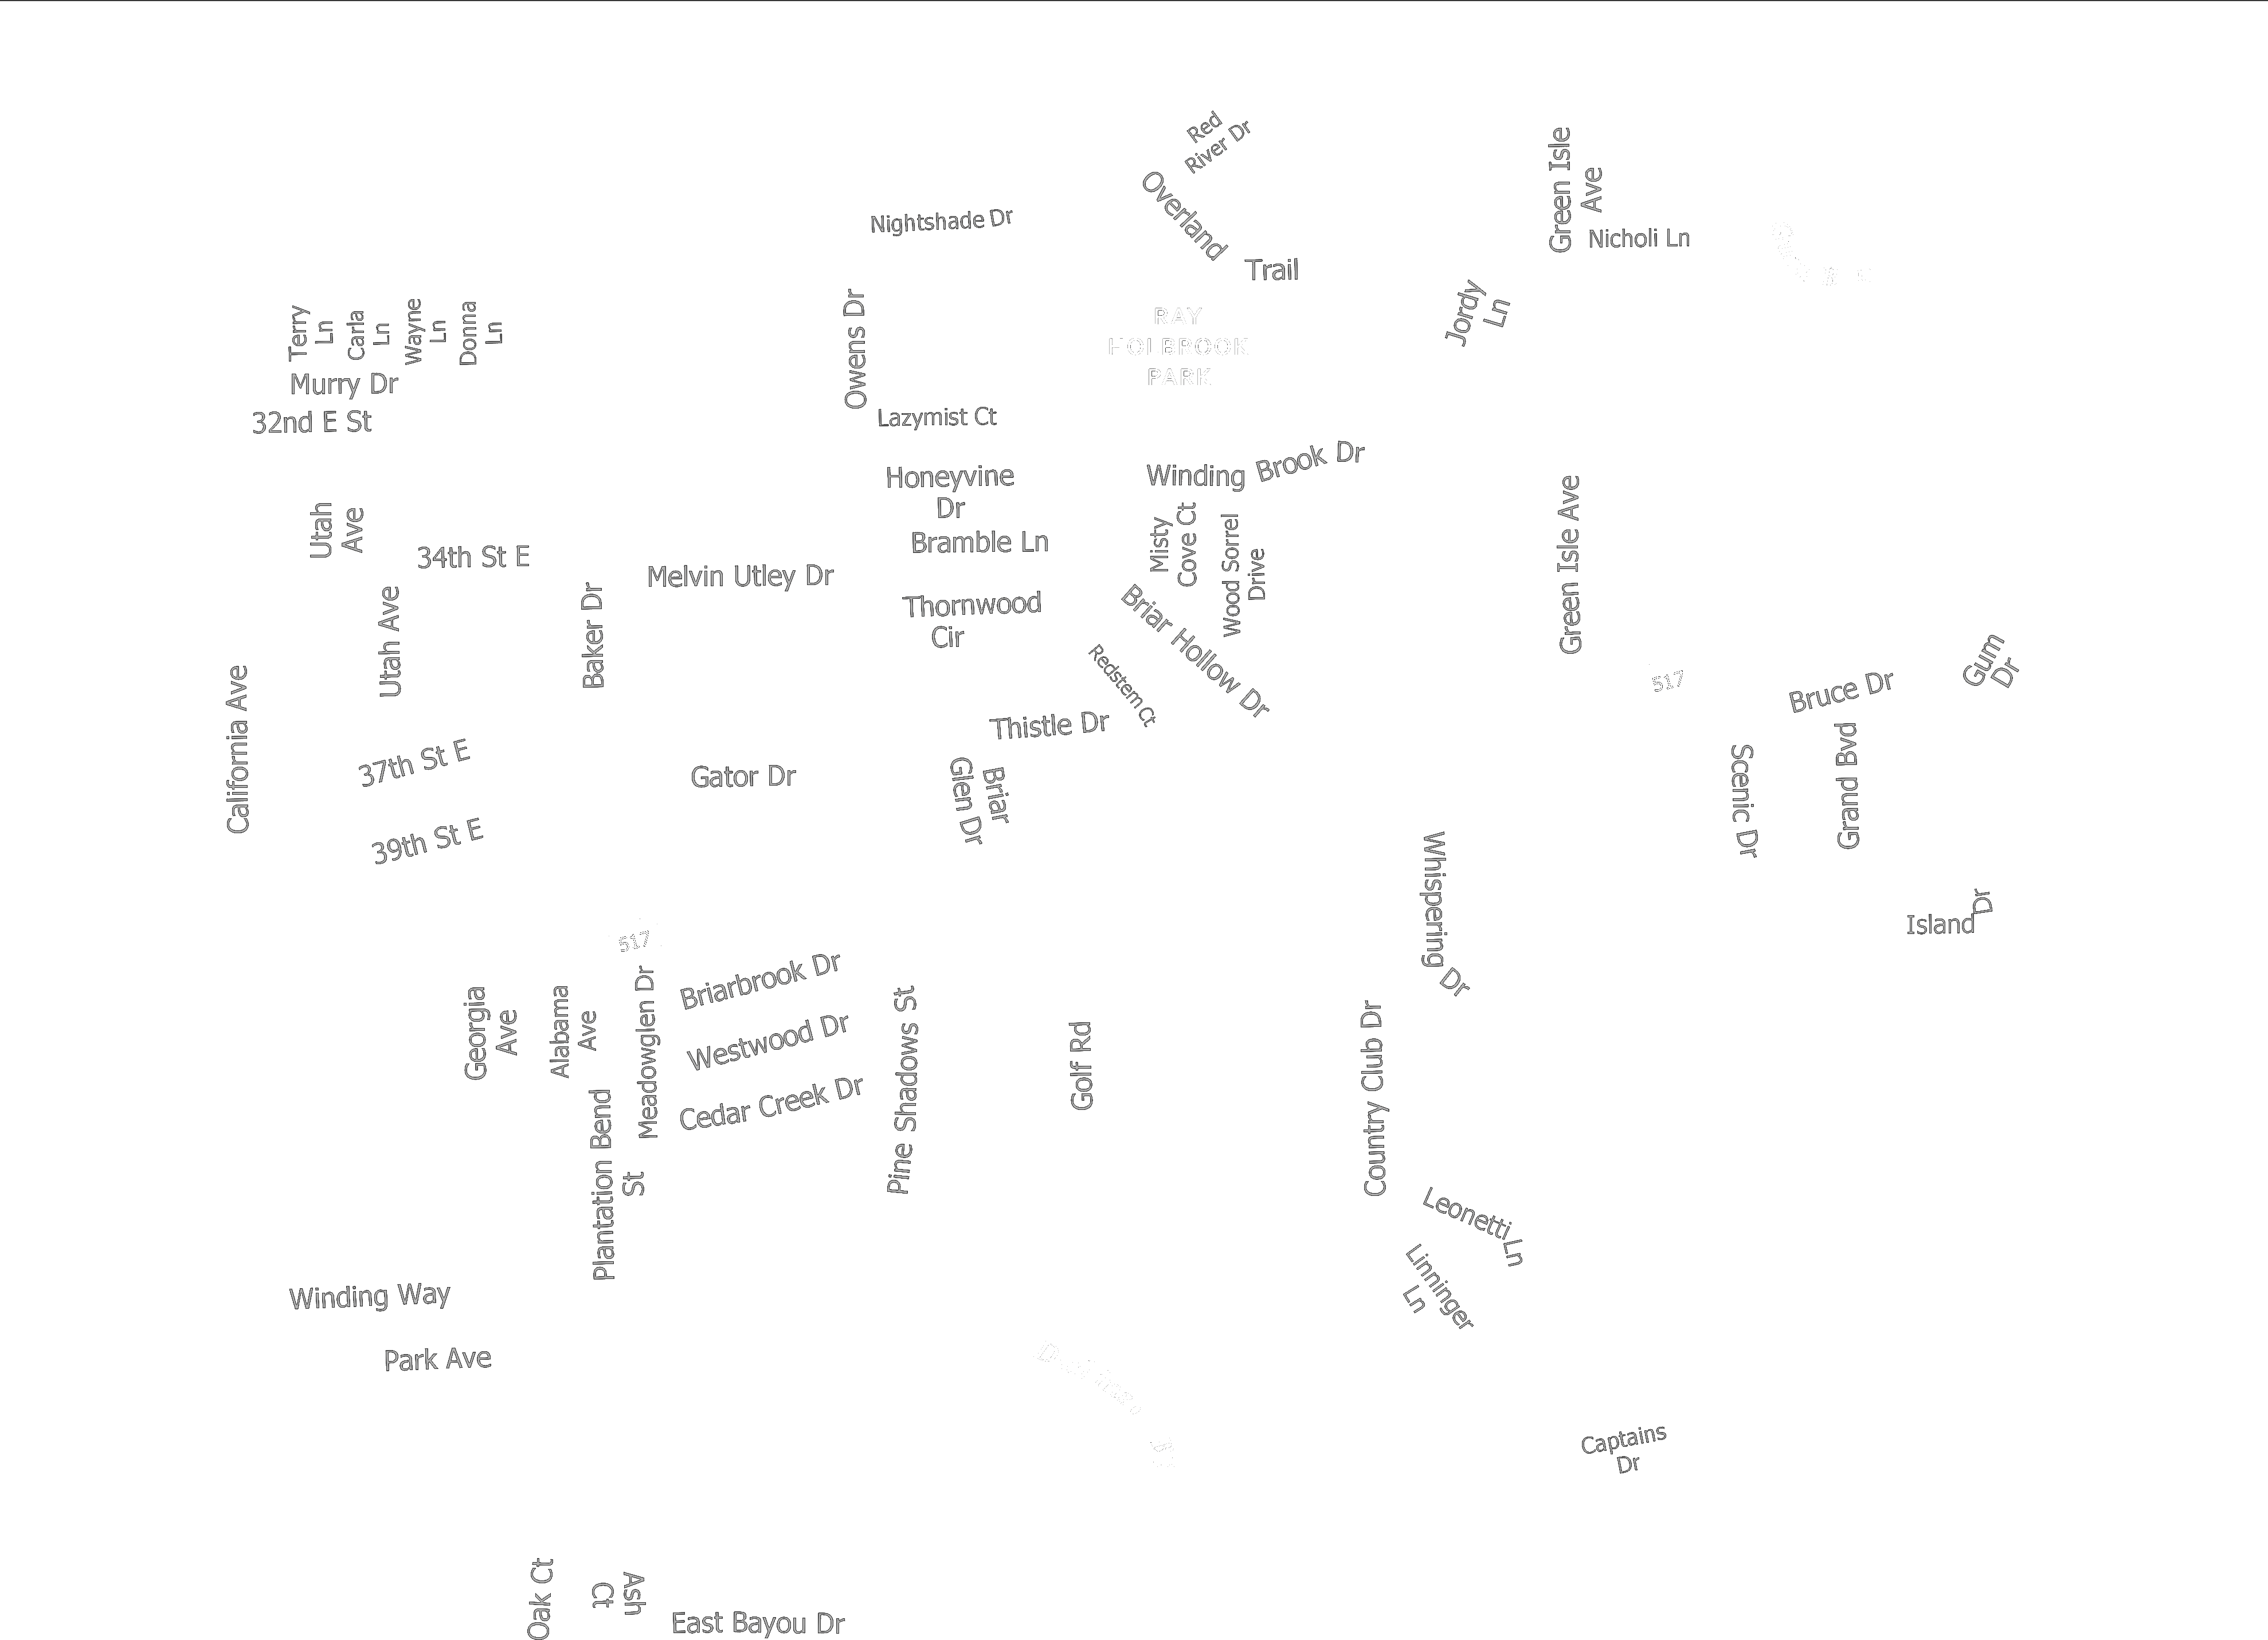 Red
River Dr
Overland
Trail
Green Isle
Ave
Nicholi Ln
Nightshade Dr
Jordy
Ln
Terry
Ln
Carla
Ln
Wayne
Ln
Donna
Ln
Murry Dr
32nd E St
Owens Dr
RAY
HOLBROOK
PARK
Lazymist Ct
Honeyvine
Dr
Winding Brook Dr
Misty
Cove Ct
Wood Sorrel
Drive
Utah
Ave
34th St E
Bramble Ln
Green Isle Ave
Utah Ave
Baker Dr
Melvin Utley Dr
Thornwood
Cir
Briar Hollow Dr
Redstem Ct
California Ave
517
Bruce Dr
Gum
Dr
Thistle Dr
37th St E
Gator Dr
Briar
Glen Dr
Scenic Dr
Grand Bvd
39th St E
Whispering Dr
Island Dr
517
Georgia
Ave
Alabama
Ave
Meadowglen Dr
Briarbrook Dr
Westwood Dr
Cedar Creek Dr
Pine Shadows St
Golf Rd
Country Club Dr
Plantation Bend
St
Leonetti Ln
Linninger
Ln
Winding Way
Park Ave
Captains
Dr
Oak Ct
Ash
Ct
East Bayou Dr